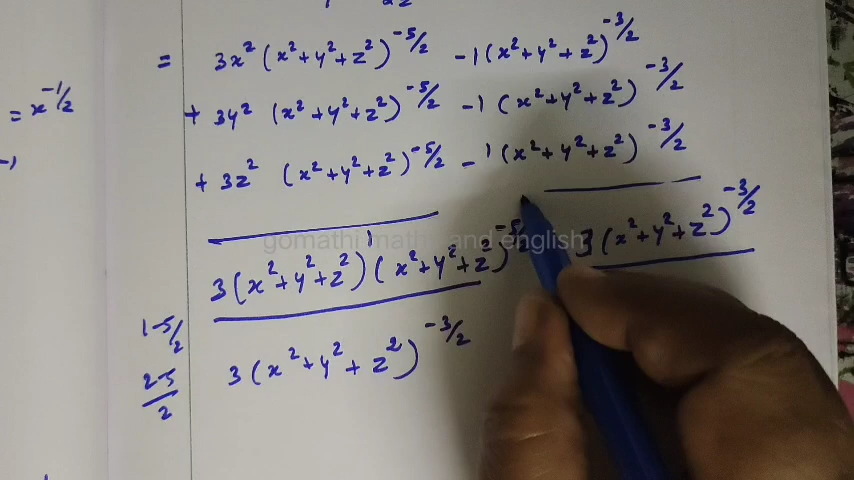 = 3x² (x²+y²+z²)^-5/2 -1(x²+y²+z²)^-3/2
= x^-1/2
+ 3y² (x²+y²+z²)^-5/2 -1 (x²+y²+z²)^-3/2
+ 3z² (x²+y²+z²)^-5/2 -1(x²+y²+z²)^-3/2
gomathi maths and english
3(x²+y²+z²)¹(x²+y²+z²)^-5/2 3(x²+y²+z²)^-3/2
1-5/2
3(x²+y²+z²)^-3/2
2-5/2